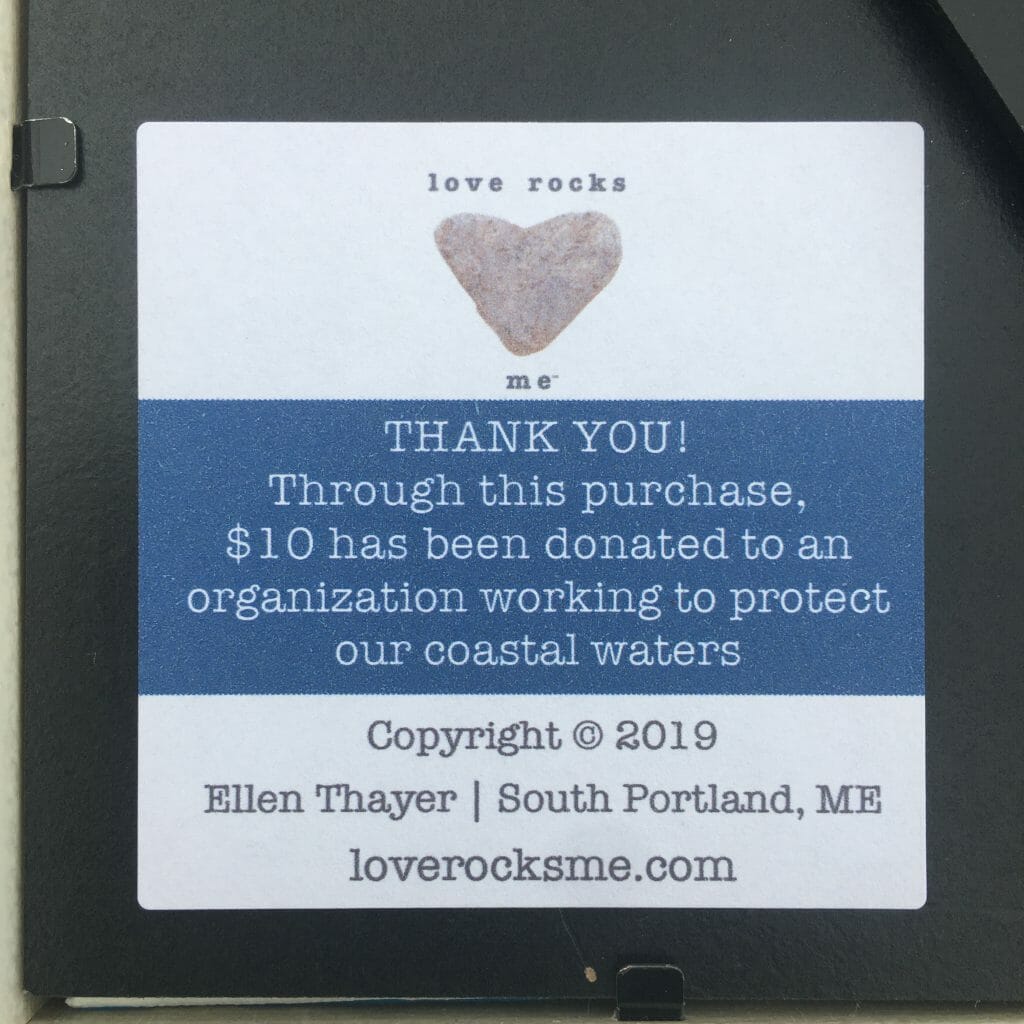 love rocks
me™
THANK YOU!
Through this purchase,
$10 has been donated to an
organization working to protect
our coastal waters
Copyright © 2019
Ellen Thayer | South Portland, ME
loverocksme.com